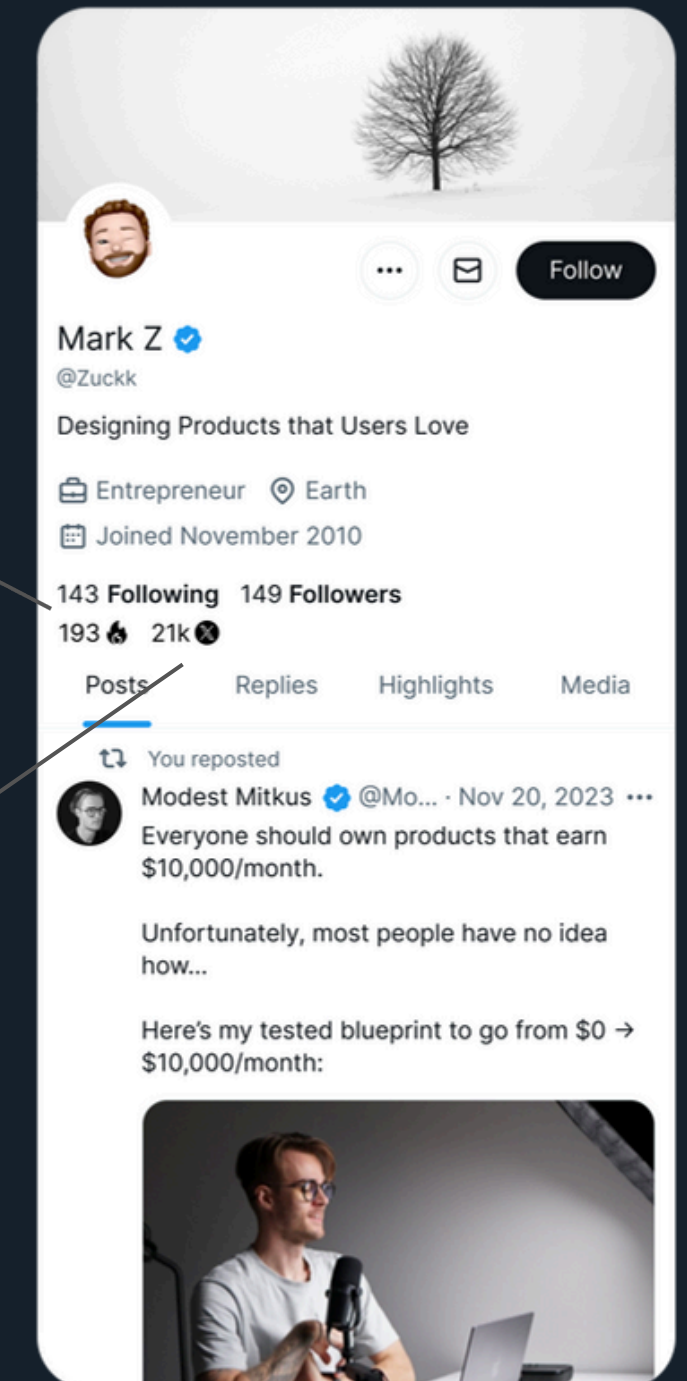 Follow
Mark Z
@Zuckk
Designing Products that Users Love
Entrepreneur Earth
Joined November 2010
143 Following 149 Followers
193 21k
Posts Replies Highlights Media
You reposted
Modest Mitkus @Mo... · Nov 20, 2023
Everyone should own products that earn
$10,000/month.
Unfortunately, most people have no idea
how...
Here's my tested blueprint to go from $0 →
$10,000/month: